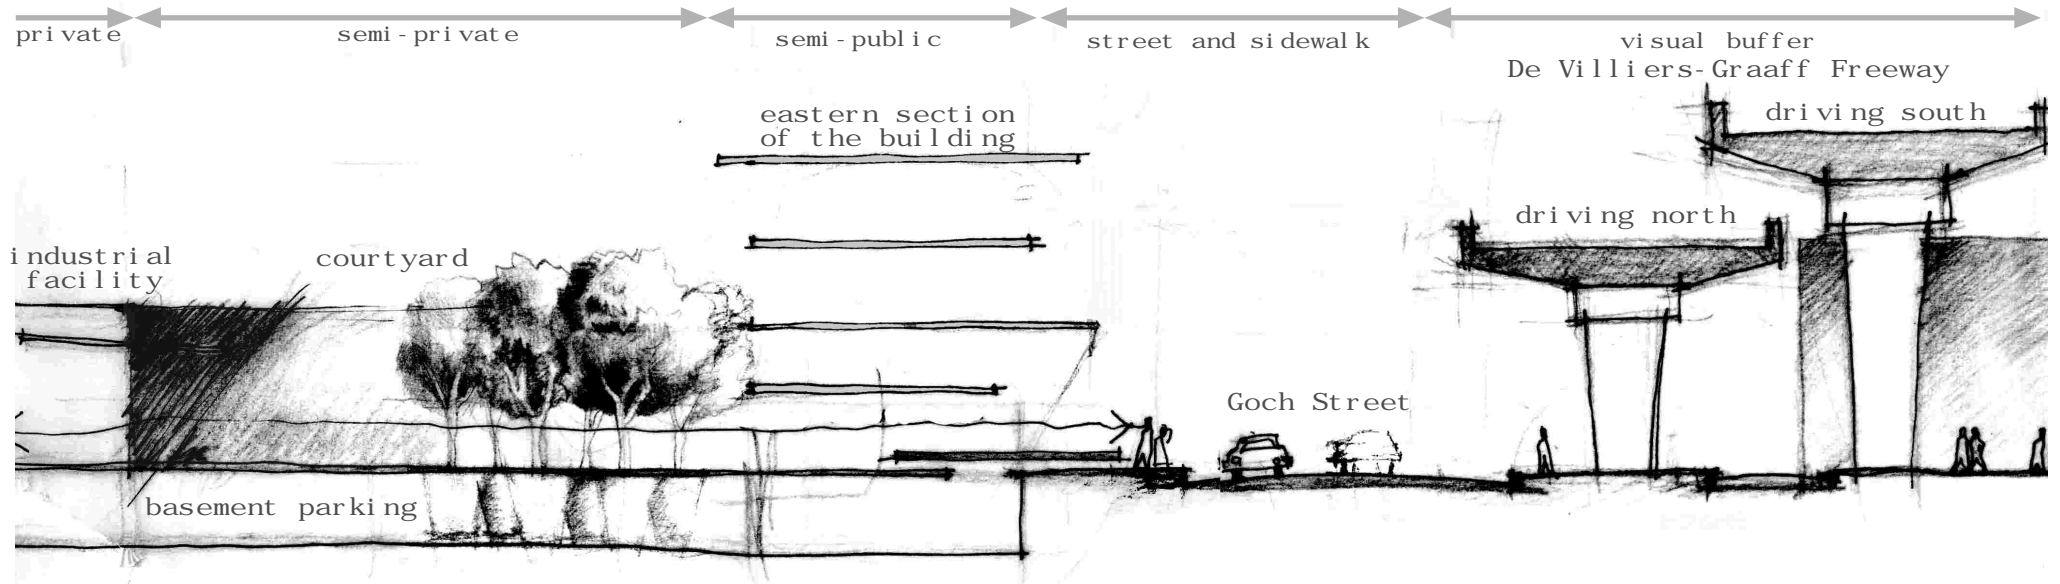 private
semi-private
semi-public
street and sidewalk
visual buffer
De Villiers-Graaff Freeway
eastern section
of the building
driving south
driving north
industrial
facility
courtyard
Goch Street
basement parking